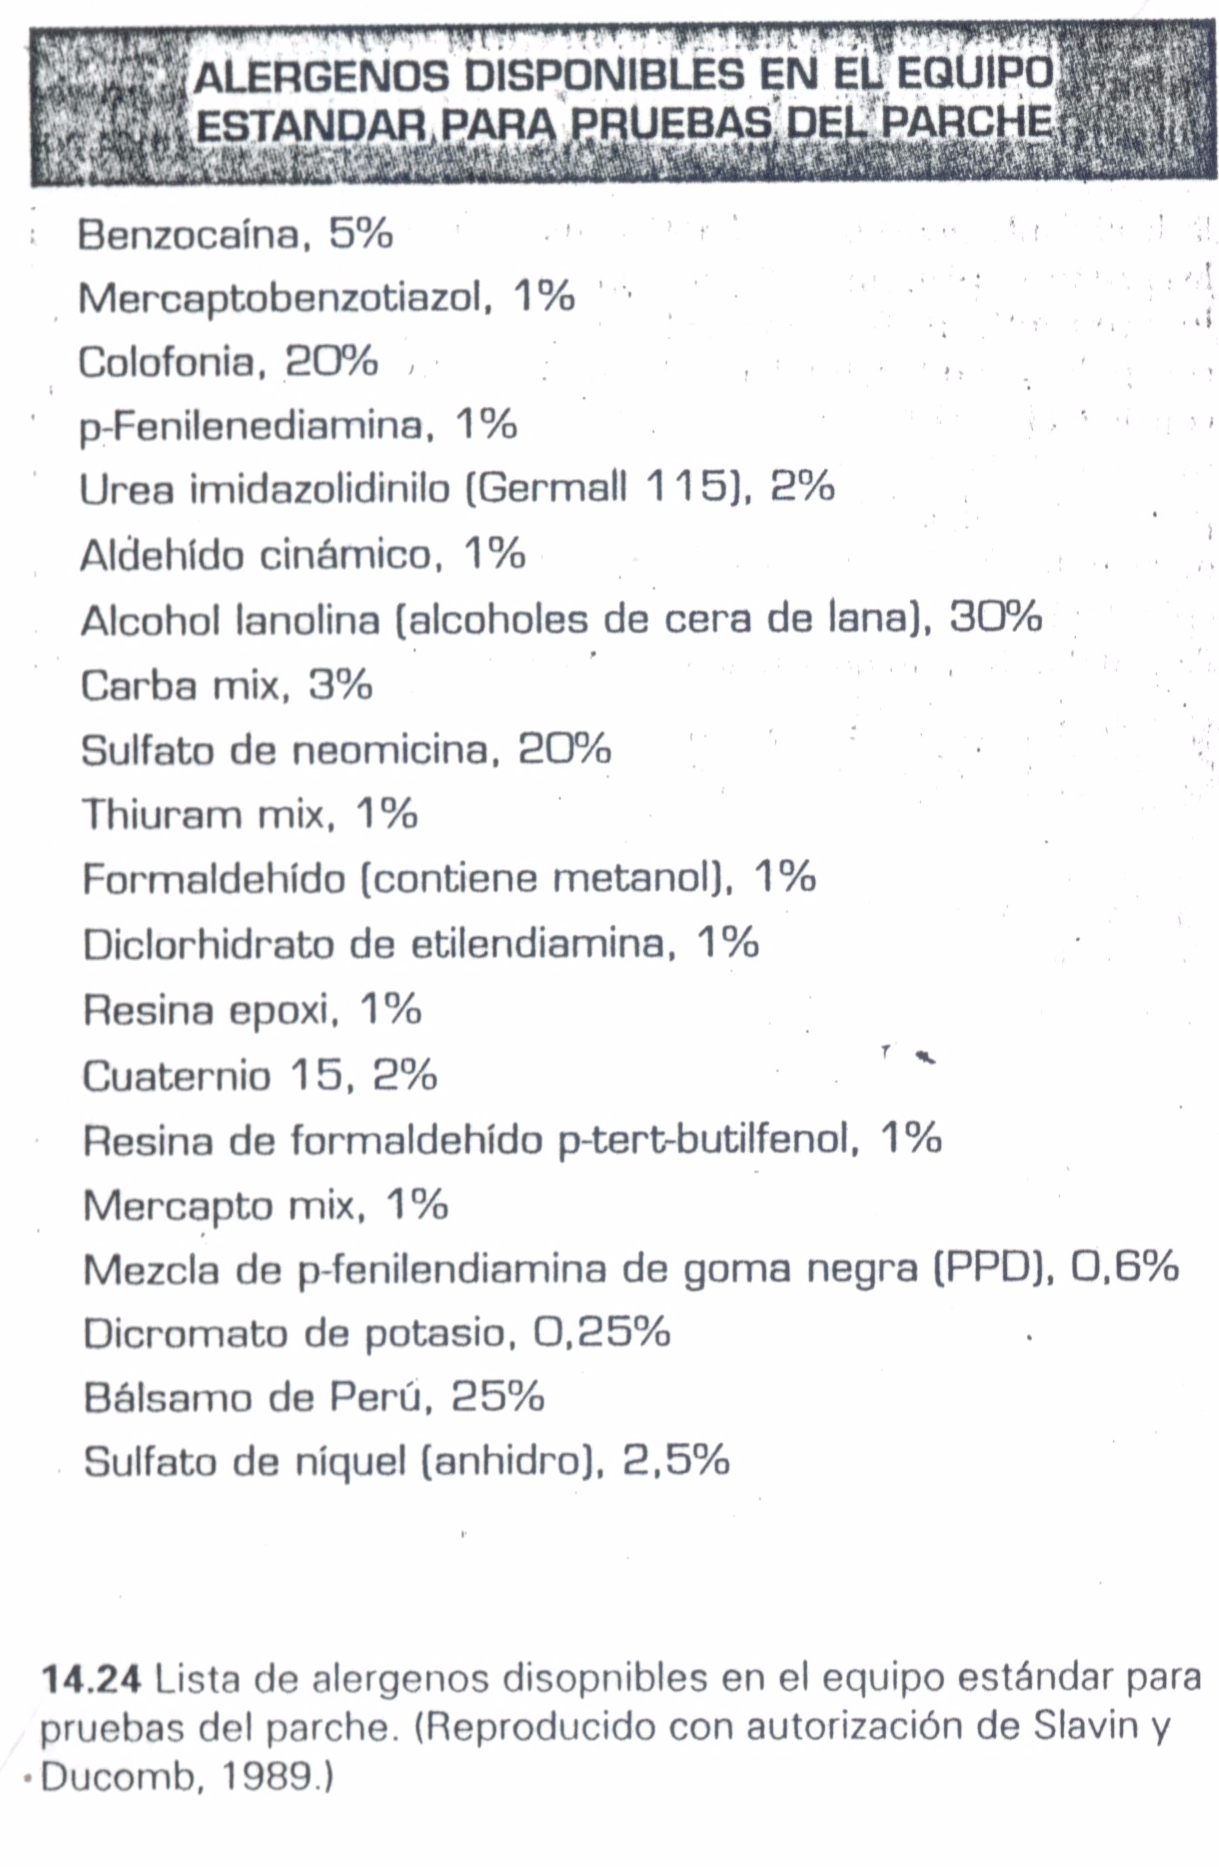 ALERGENOS DISPONIBLES EN EL EQUIPO
ESTANDAR PARA PRUEBAS DEL PARCHE
Benzocaína, 5%
Mercaptobenzotiazol, 1%
Colofonia, 20%
p-Fenilenediamina, 1%
Urea imidazolidinilo (Germall 115), 2%
Aldehído cinámico, 1%
Alcohol lanolina (alcoholes de cera de lana), 30%
Carba mix, 3%
Sulfato de neomicina, 20%
Thiuram mix, 1%
Formaldehído (contiene metanol), 1%
Diclorhidrato de etilendiamina, 1%
Resina epoxi, 1%
Cuaternio 15, 2%
Resina de formaldehído p-tert-butilfenol, 1%
Mercapto mix, 1%
Mezcla de p-fenilendiamina de goma negra (PPD), 0,6%
Dicromato de potasio, 0,25%
Bálsamo de Perú, 25%
Sulfato de níquel (anhidro), 2,5%
14.24 Lista de alergenos disopnibles en el equipo estándar para
pruebas del parche. (Reproducido con autorización de Slavin y
Ducomb, 1989.)